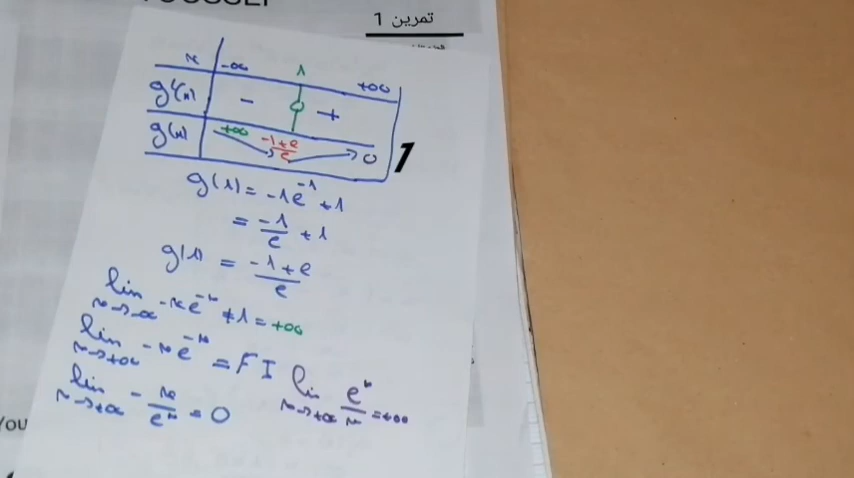 تمرين 1
x -∞ 1 +∞
g'(x) - 0 +
g(x) +∞ -1+e/e 0
1
g(1) = -1e^-1 + 1
= -1/e + 1
g(1) = -1+e/e
lim x→-∞ -xe^-x + 1 = +∞
lim x→+∞ -xe^-x = FI
lim x→+∞ e^x/x = +∞
lim x→+∞ -x/e^x = 0